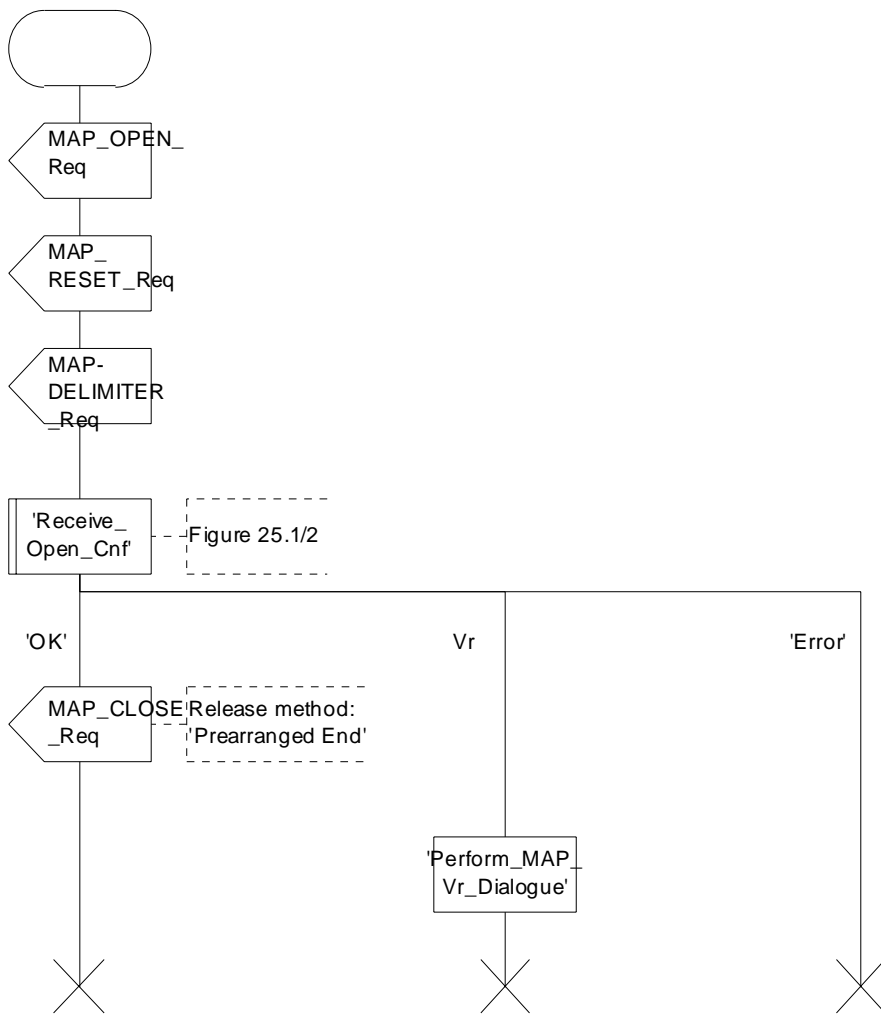 MAP_OPEN_
Req
MAP_
RESET_Req
MAP-
DELIMITER
_Req
'Receive_
Open_Cnf'
Figure 25.1/2
'OK'
Vr
'Error'
MAP_CLOSE
_Req
Release method:
'Prearranged End'
'Perform_MAP_
Vr_Dialogue'